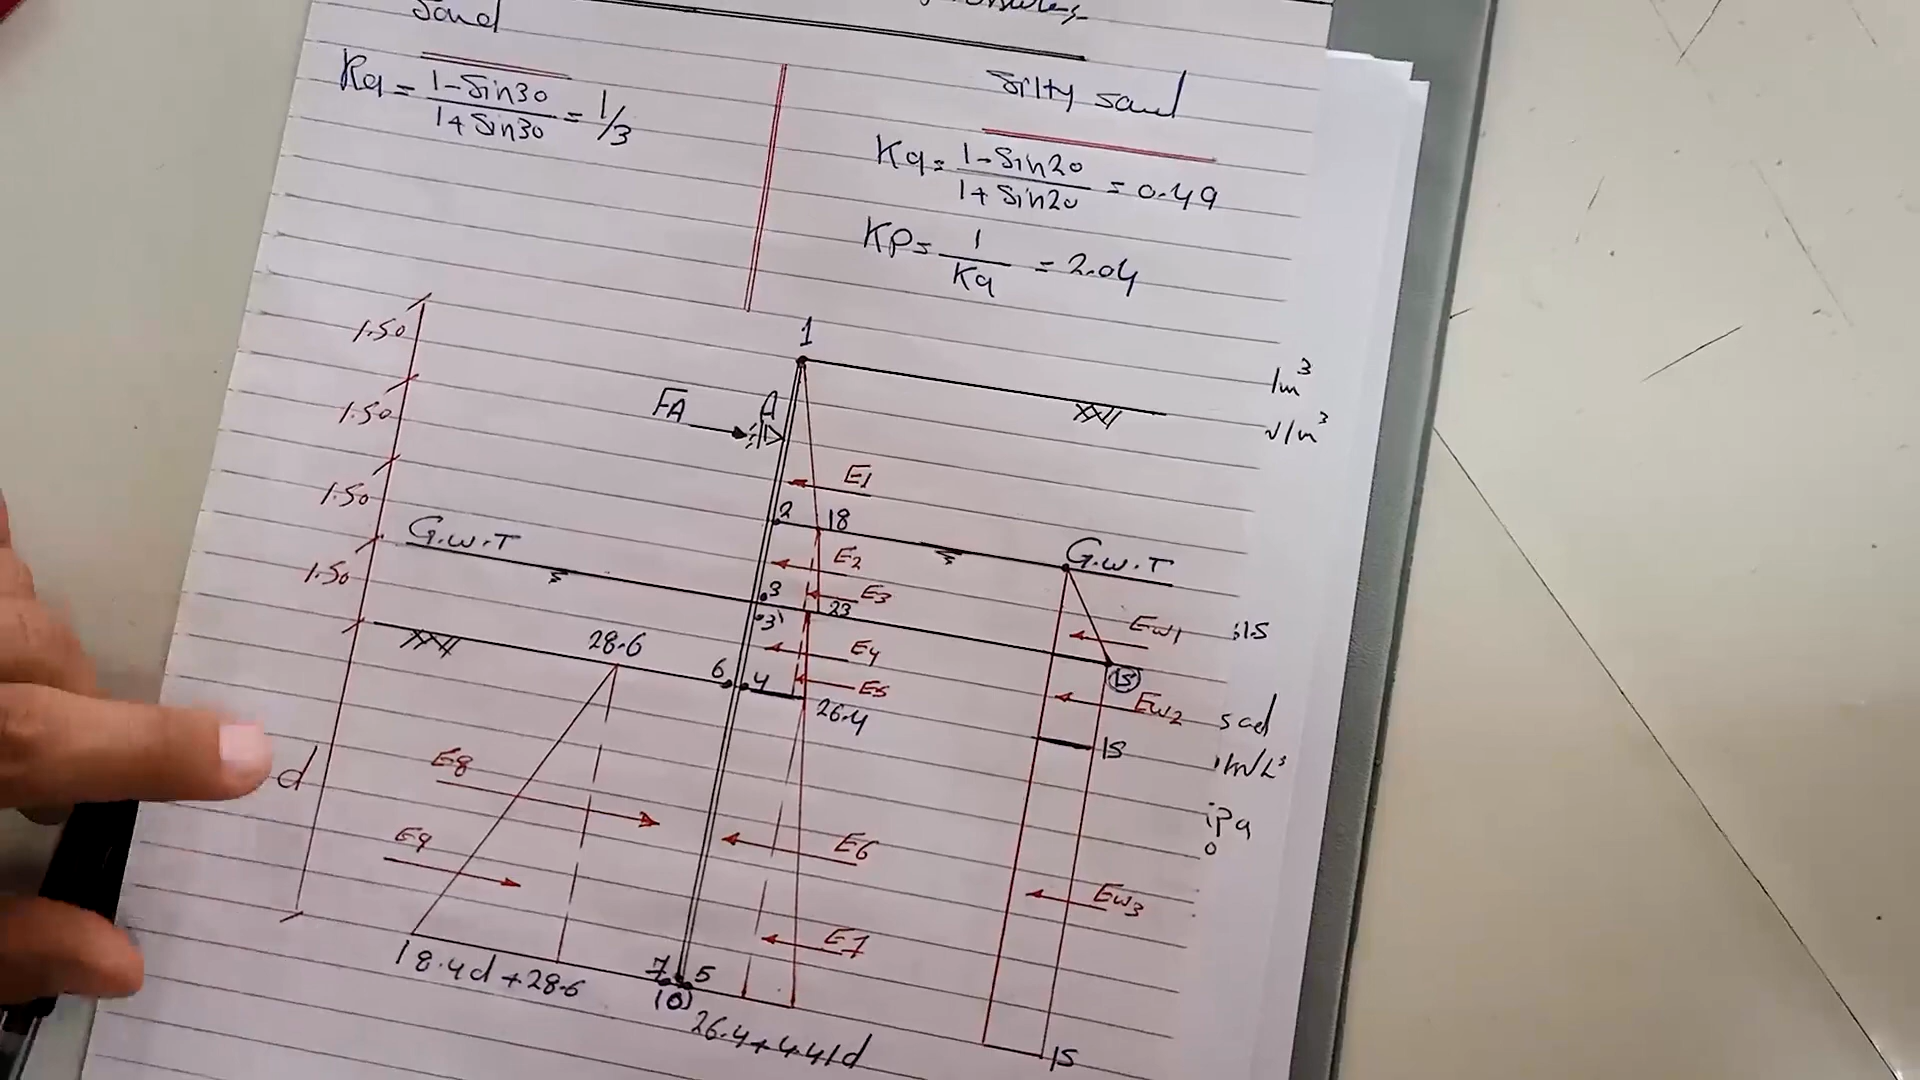 Sand
Ka = 1-Sin30 / 1+Sin30 = 1/3
Silty sand
Ka = 1-Sin20 / 1+Sin20 = 0.49
KP = 1 / Ka = 2.04
1
1.50
1.50
1.50
1.50
d
FA
A
E1
2
18
G.W.T
G.W.T
E2
3
E3
23
3'
Ew1
15
E4
28.6
6
4
E5
26.4
Ew2
15
E8
E6
E9
Ew3
E7
18.4d+28.6
7
5
(0)
26.4+4.41d
15
/m³
/m³